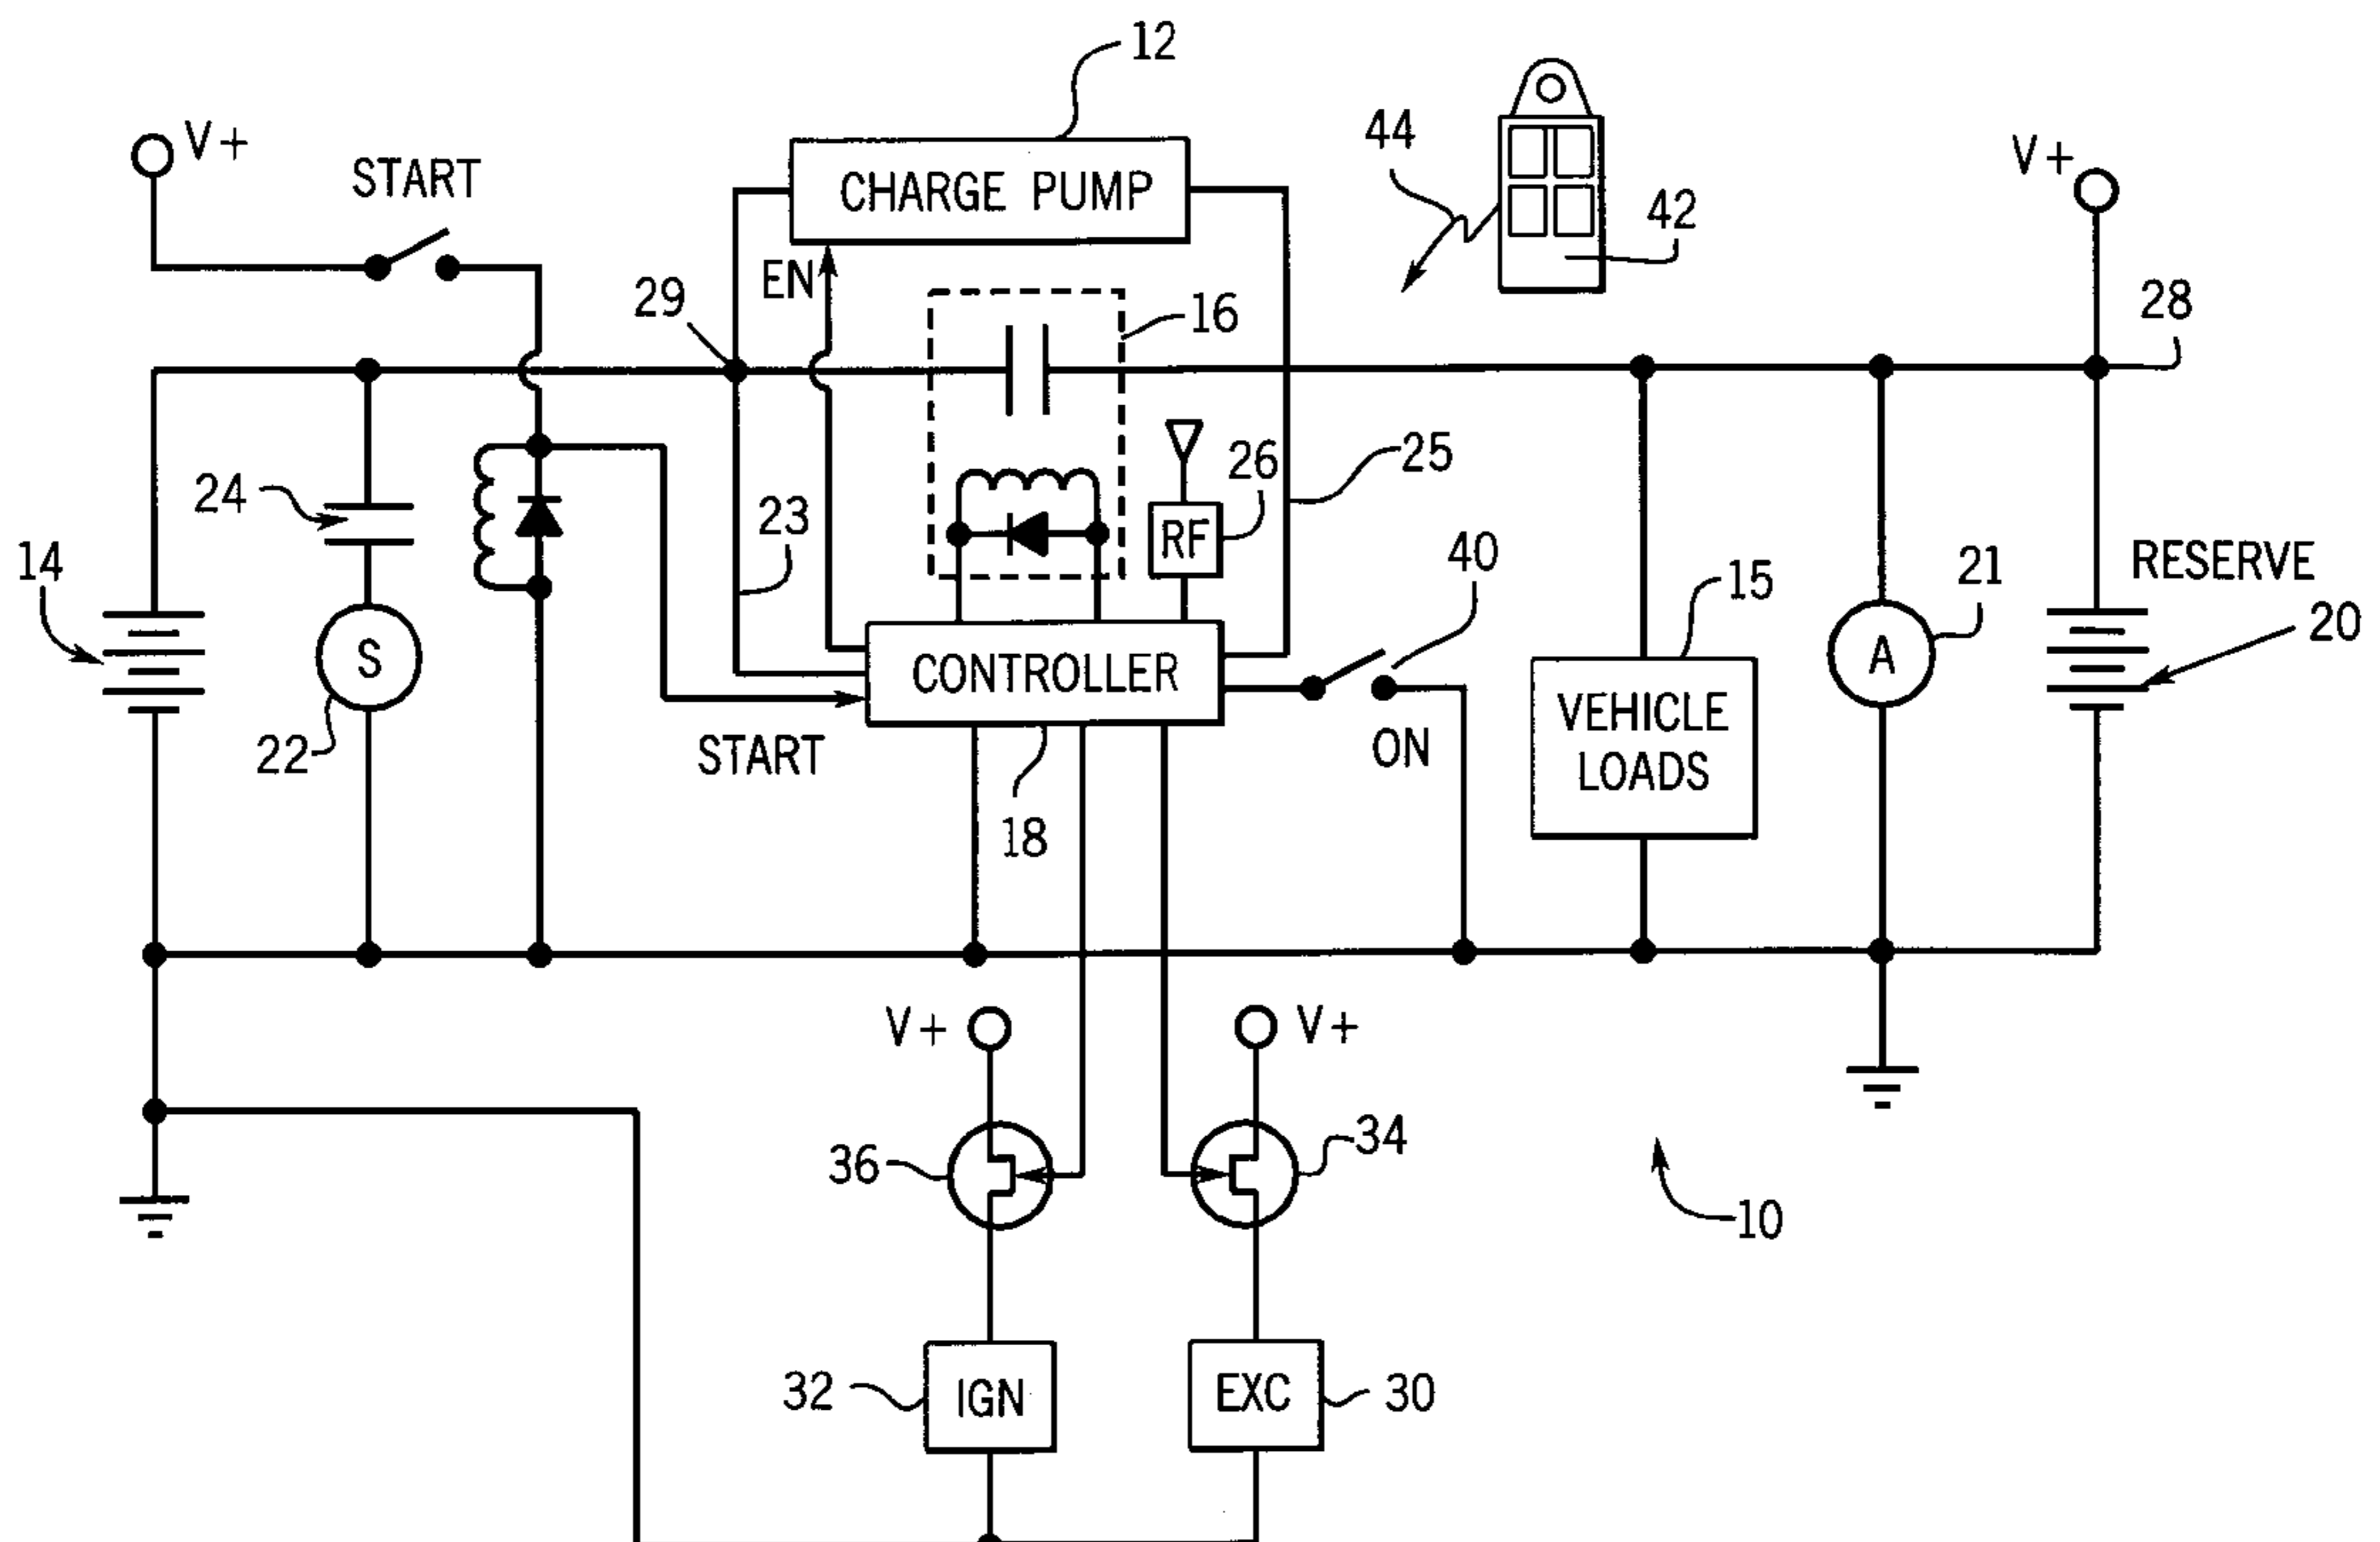 12
V+
START
CHARGE PUMP
44
42
V+
29
EN
16
28
24
23
26
25
RF
40
14
S
15
21
RESERVE
20
CONTROLLER
A
22
START
ON
VEHICLE
LOADS
18
V+
V+
36
34
10
32
IGN
EXC
30